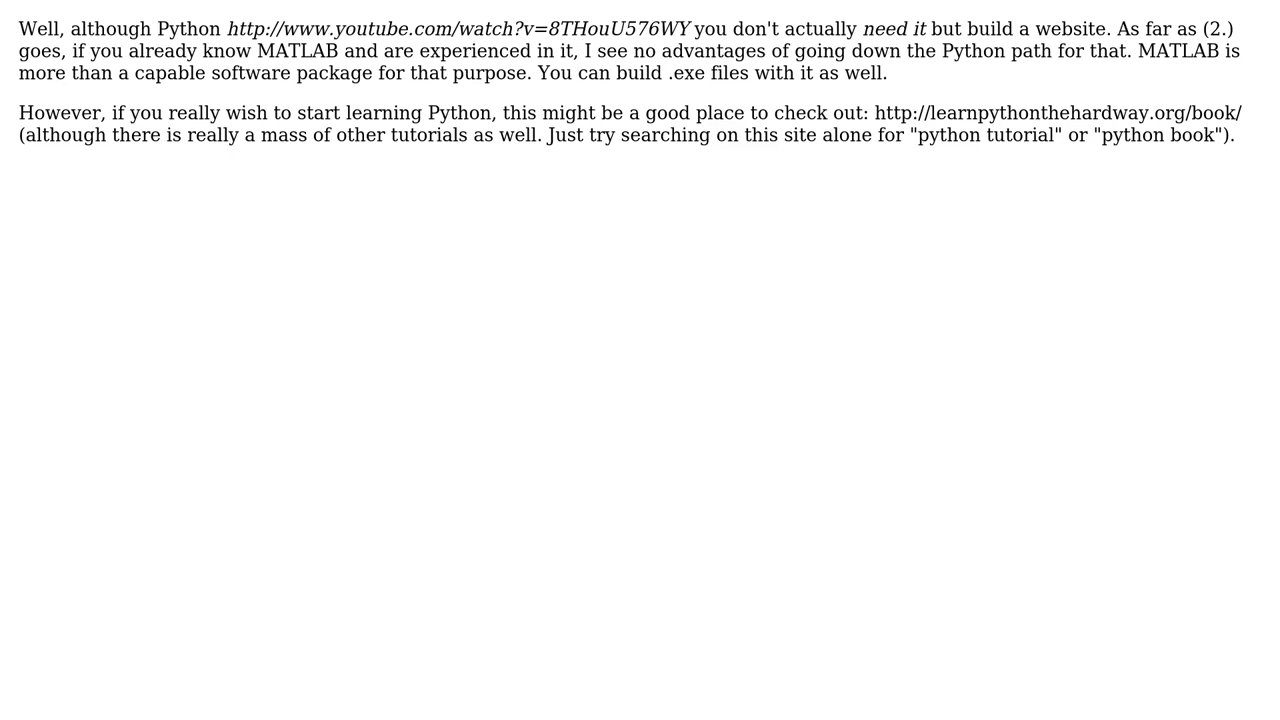 Well, although Python http://www.youtube.com/watch?v=8THouU576WY you don't actually need it but build a website. As far as (2.)
goes, if you already know MATLAB and are experienced in it, I see no advantages of going down the Python path for that. MATLAB is
more than a capable software package for that purpose. You can build .exe files with it as well.
However, if you really wish to start learning Python, this might be a good place to check out: http://learnpythonthehardway.org/book/
(although there is really a mass of other tutorials as well. Just try searching on this site alone for "python tutorial" or "python book").